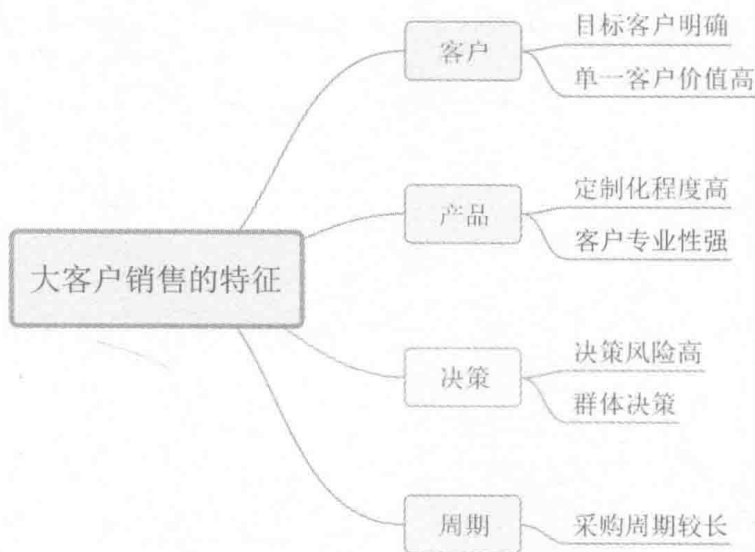 大客户销售的特征
客户
目标客户明确
单一客户价值高
产品
定制化程度高
客户专业性强
决策
决策风险高
群体决策
周期
采购周期较长